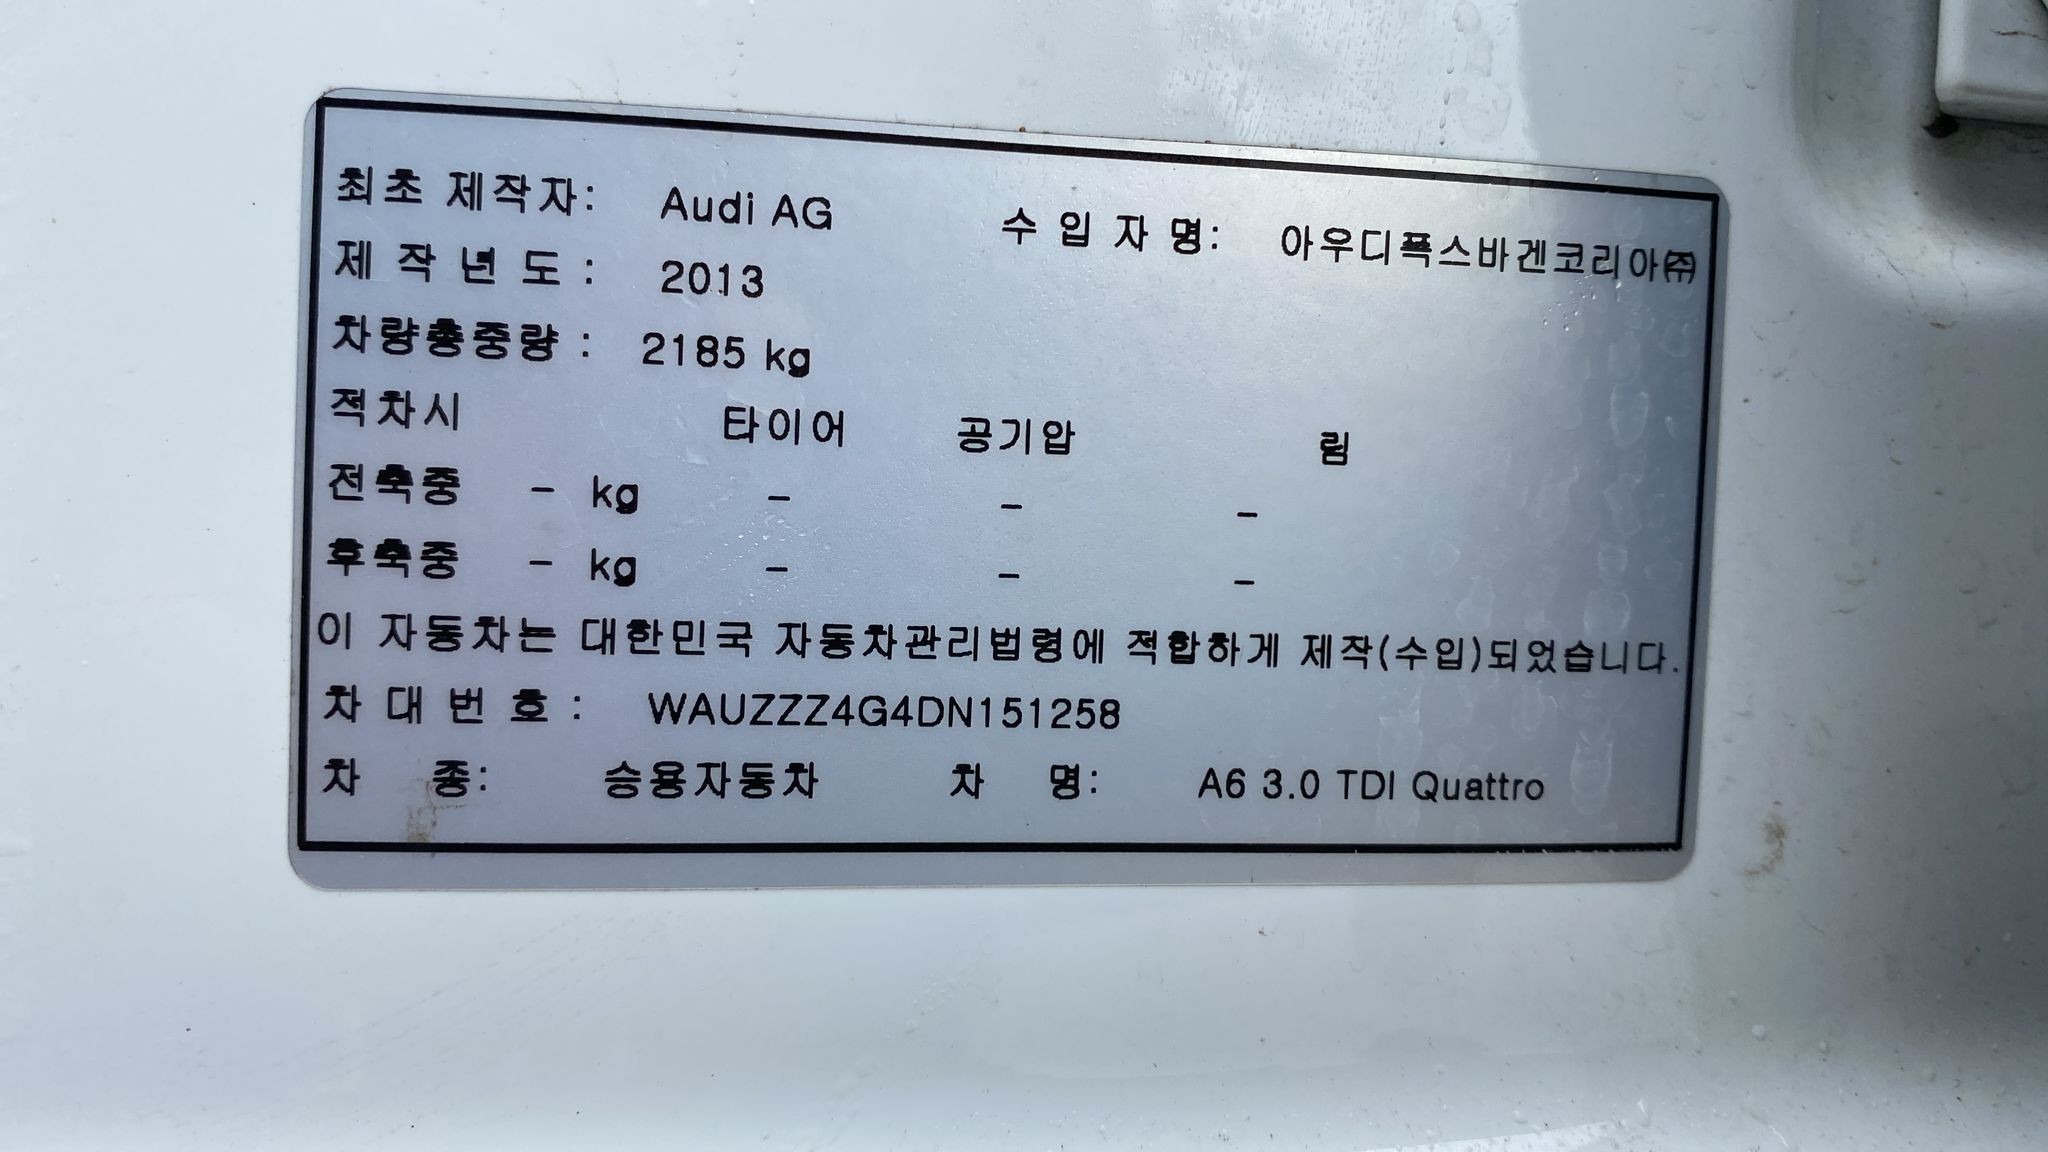 최초 제작자: Audi AG 수 입 자 명: 아우디폭스바겐코리아㈜
제 작 년 도 : 2013
차량총중량 : 2185 kg
적차시 타이어 공기압 림
전축중 - kg - - -
후축중 - kg - - -
이 자동차는 대한민국 자동차관리법령에 적합하게 제작(수입)되었습니다.
차 대 번 호 : WAUZZZ4G4DN151258
차 종: 승용자동차 차 명: A6 3.0 TDI Quattro